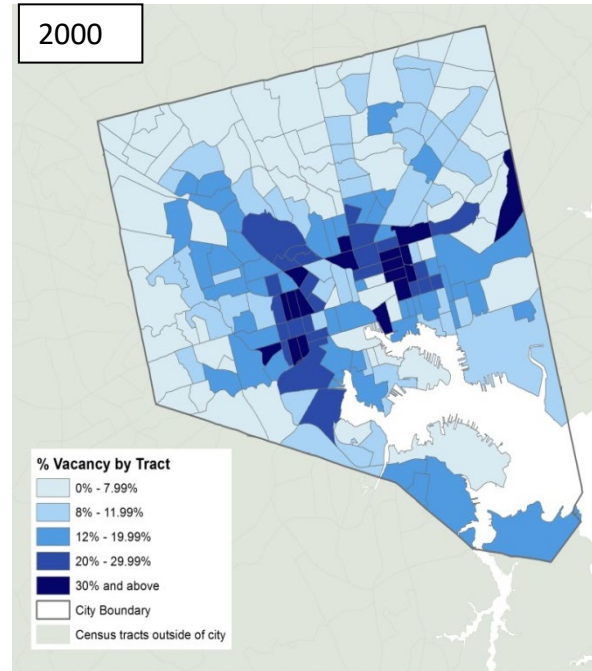 2000
% Vacancy by Tract
0% - 7.99%
8% - 11.99%
12% - 19.99%
20% - 29.99%
30% and above
City Boundary
Census tracts outside of city